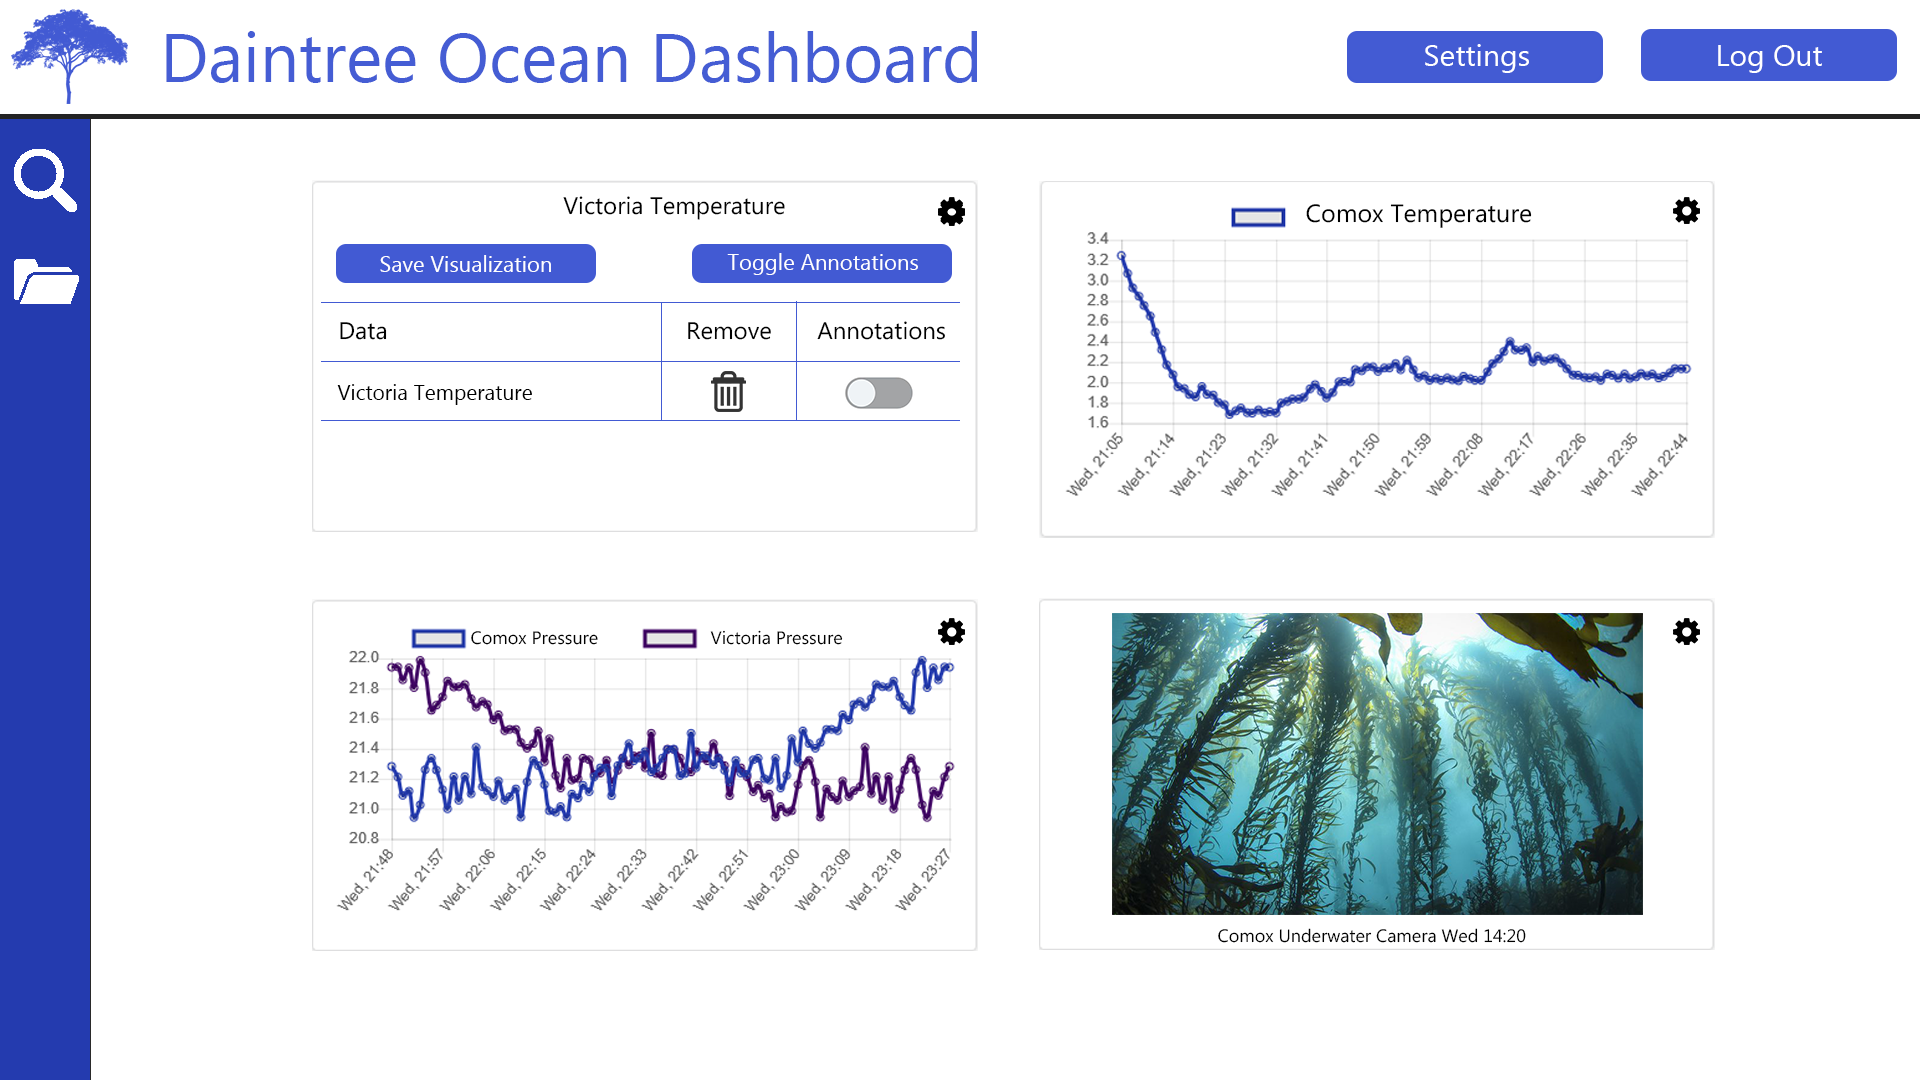 Daintree Ocean Dashboard
Settings
Log Out
Victoria Temperature
Save Visualization
Toggle Annotations
Data
Remove
Annotations
Victoria Temperature
Comox Temperature
3.4
3.2
3.0
2.8
2.6
2.4
2.2
2.0
1.8
1.6
Wed, 21:05
Wed, 21:14
Wed, 21:23
Wed, 21:32
Wed, 21:41
Wed, 21:50
Wed, 21:59
Wed, 22:08
Wed, 22:17
Wed, 22:26
Wed, 22:35
Wed, 22:44
Comox Pressure
Victoria Pressure
22.0
21.8
21.6
21.4
21.2
21.0
20.8
Wed, 21:48
Wed, 21:57
Wed, 22:06
Wed, 22:15
Wed, 22:24
Wed, 22:33
Wed, 22:42
Wed, 22:51
Wed, 23:00
Wed, 23:09
Wed, 23:18
Wed, 23:27
Comox Underwater Camera Wed 14:20